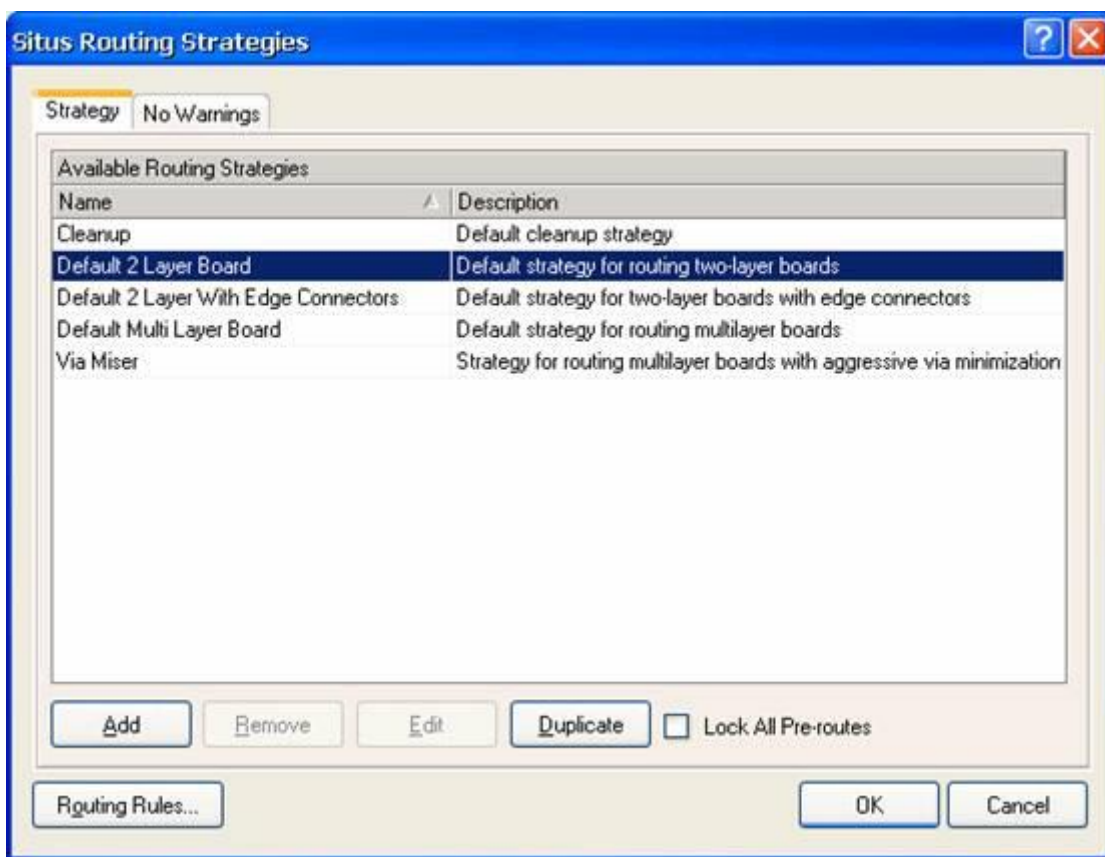 Situs Routing Strategies
Strategy No Warnings
Available Routing Strategies
Name Description
Cleanup Default cleanup strategy
Default 2 Layer Board Default strategy for routing two-layer boards
Default 2 Layer With Edge Connectors Default strategy for two-layer boards with edge connectors
Default Multi Layer Board Default strategy for routing multilayer boards
Via Miser Strategy for routing multilayer boards with aggressive via minimization
Add Remove Edit Duplicate Lock All Pre-routes
Routing Rules... OK Cancel